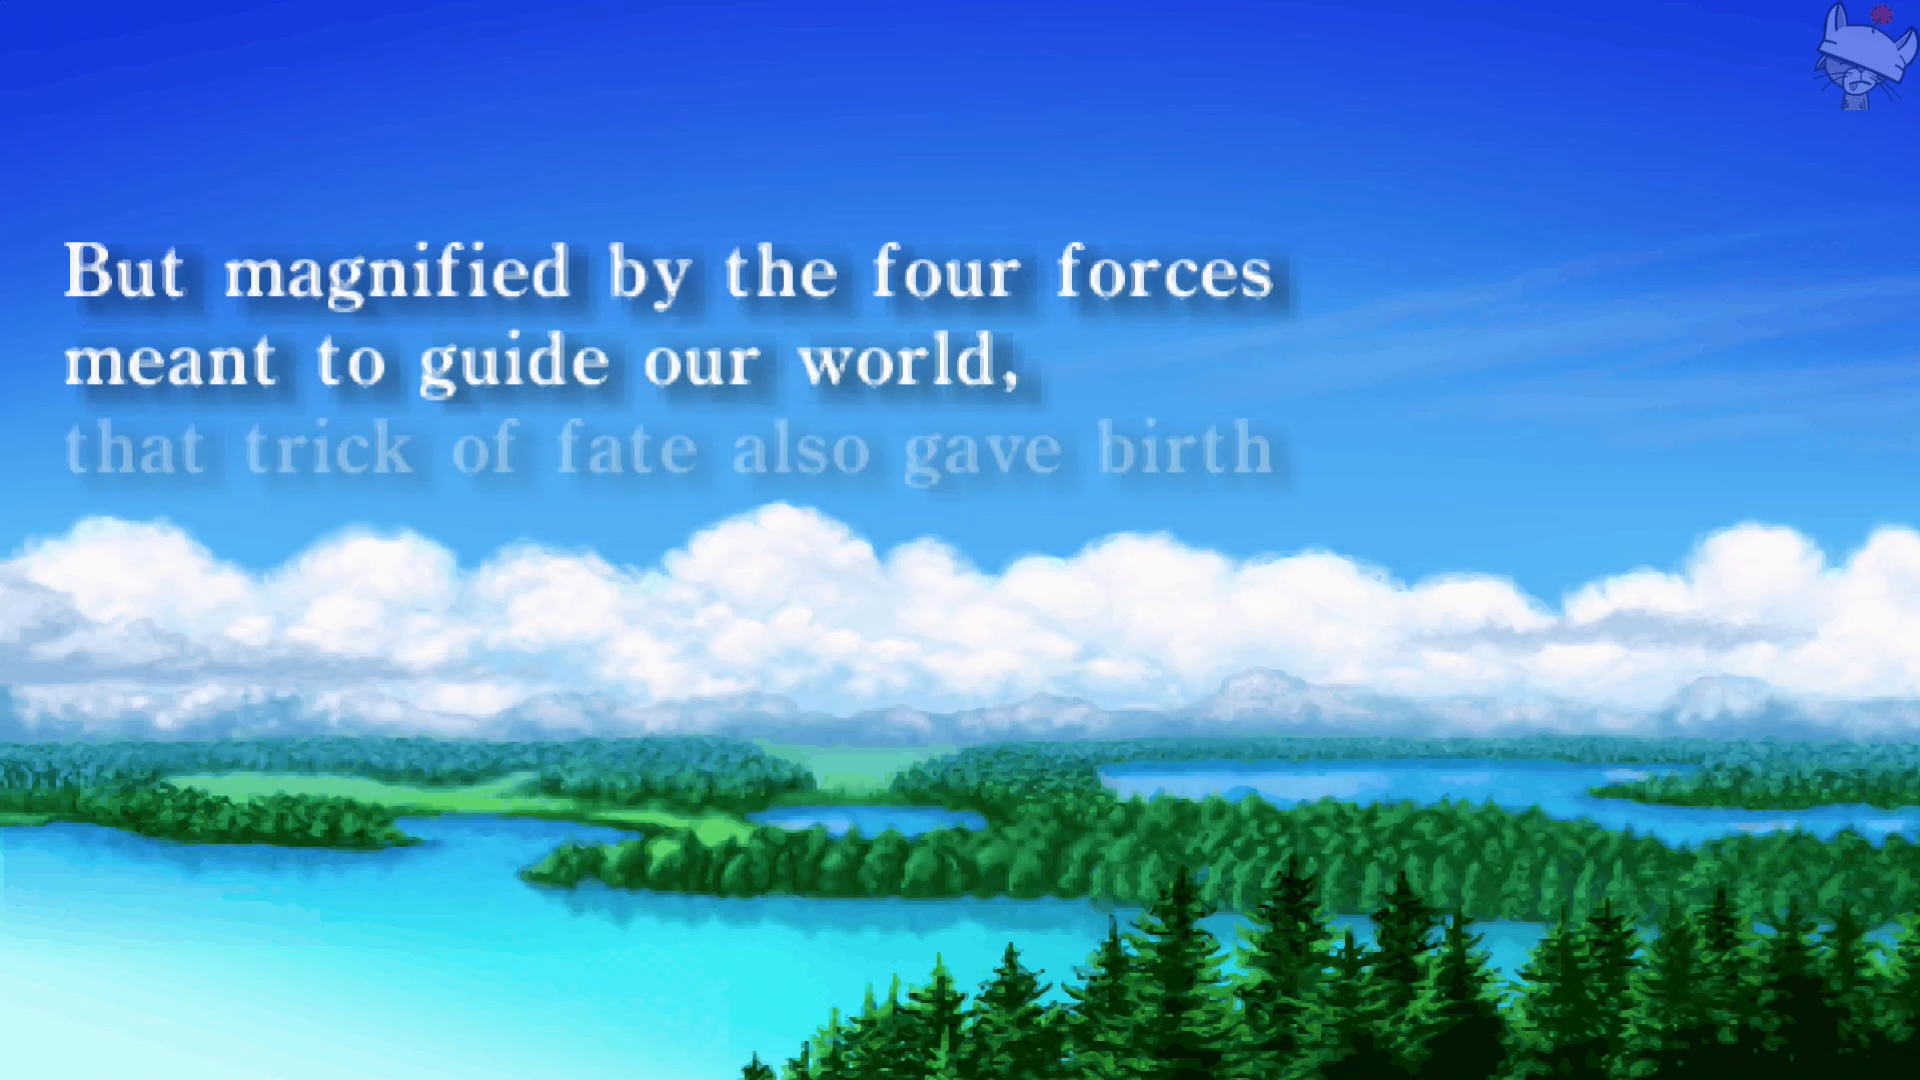 But magnified by the four forces
meant to guide our world,
that trick of fate also gave birth